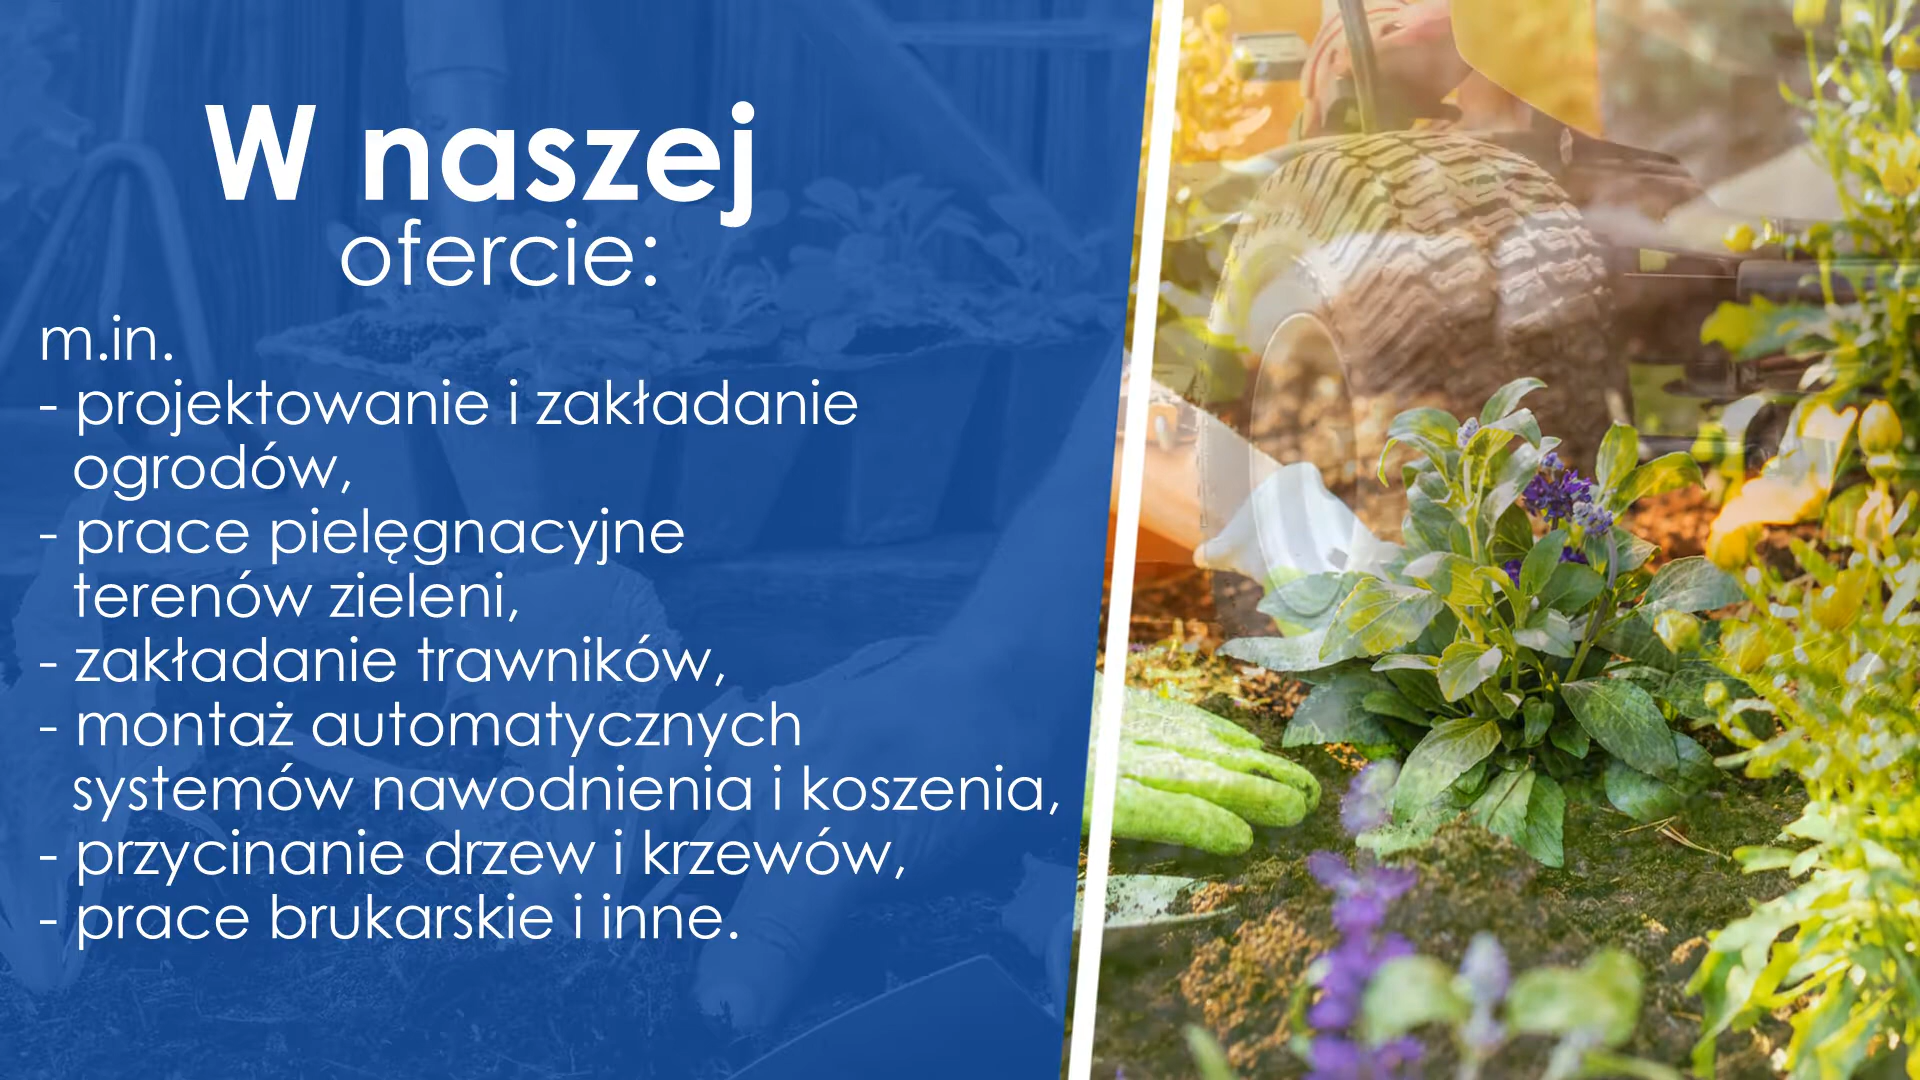 W naszej
ofercie:
m.in.
- projektowanie i zakładanie
ogrodów,
- prace pielęgnacyjne
terenów zieleni,
- zakładanie trawników,
- montaż automatycznych
systemów nawodnienia i koszenia,
- przycinanie drzew i krzewów,
- prace brukarskie i inne.